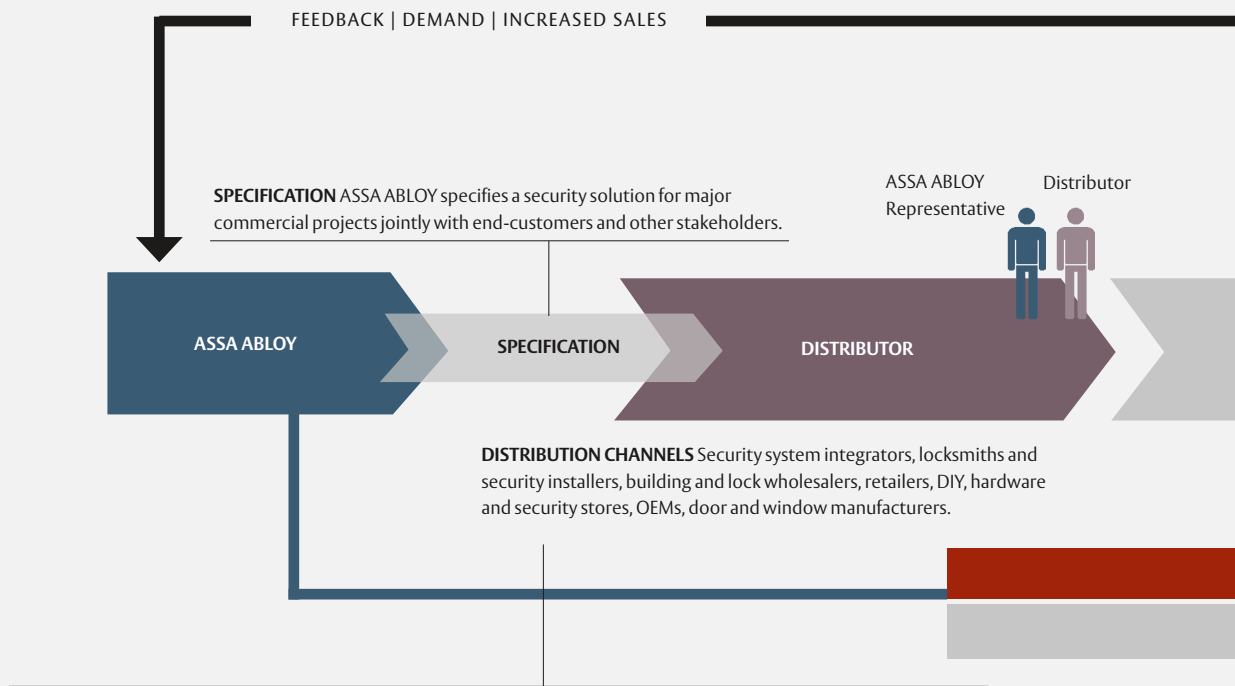 FEEDBACK | DEMAND | INCREASED SALES
SPECIFICATION ASSA ABLOY specifies a security solution for major
commercial projects jointly with end-customers and other stakeholders.
ASSA ABLOY
Representative
Distributor
ASSA ABLOY
SPECIFICATION
DISTRIBUTOR
DISTRIBUTION CHANNELS Security system integrators, locksmiths and
security installers, building and lock wholesalers, retailers, DIY, hardware
and security stores, OEMs, door and window manufacturers.